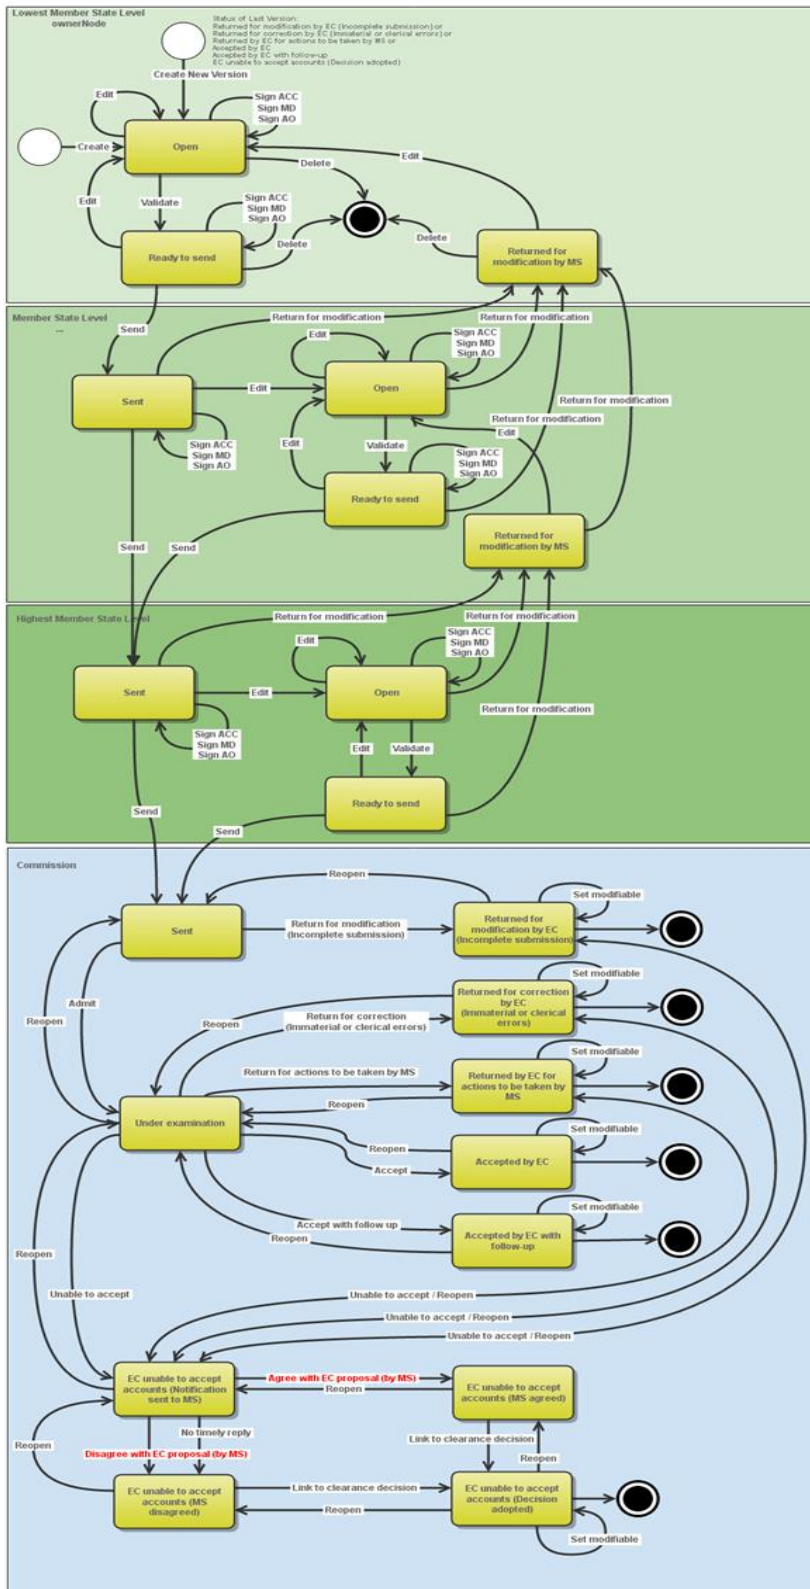 Lowest Member State Level
ownerNode
Status of Last Version:
Returned for modification by EC (Incomplete submission) or
Returned for correction by EC (Immaterial or clerical errors) or
Returned by EC for actions to be taken by MS or
Accepted by EC
Accepted by EC with follow-up
EC unable to accept accounts (Decision adopted)
Create New Version
Edit
Sign ACC
Sign MD
Sign AO
Create
Open
Edit
Delete
Edit
Validate
Sign ACC
Sign MD
Sign AO
Delete
Delete
Ready to send
Returned for
modification by MS
Member State Level
...
Send
Return for modification
Return for modification
Edit
Sign ACC
Sign MD
Sign AO
Sent
Edit
Open
Return for modification
Return for modification
Edit
Sign ACC
Sign MD
Sign AO
Edit
Validate
Sign ACC
Sign MD
Sign AO
Ready to send
Returned for
modification by MS
Send
Send
Highest Member State Level
Return for modification
Return for modification
Edit
Sign ACC
Sign MD
Sign AO
Sent
Edit
Open
Return for modification
Sign ACC
Sign MD
Sign AO
Edit
Validate
Ready to send
Send
Send
Commission
Reopen
Set modifiable
Sent
Return for modification
(Incomplete submission)
Returned for
modification by EC
(Incomplete submission)
Set modifiable
Admit
Reopen
Reopen
Return for correction
(Immaterial or clerical errors)
Returned for correction
by EC
(Immaterial or clerical
errors)
Set modifiable
Return for actions to be taken by MS
Returned by EC for
actions to be taken by
MS
Reopen
Under examination
Set modifiable
Reopen
Accept
Accepted by EC
Set modifiable
Accept with follow up
Reopen
Accepted by EC with
follow-up
Reopen
Unable to accept
Unable to accept / Reopen
Unable to accept / Reopen
Unable to accept / Reopen
EC unable to accept
accounts (Notification
sent to MS)
Agree with EC proposal (by MS)
Reopen
EC unable to accept
accounts (MS agreed)
Reopen
No timely reply
Disagree with EC proposal (by MS)
Link to clearance decision
Reopen
EC unable to accept
accounts (MS
disagreed)
Link to clearance decision
Reopen
EC unable to accept
accounts (Decision
adopted)
Set modifiable